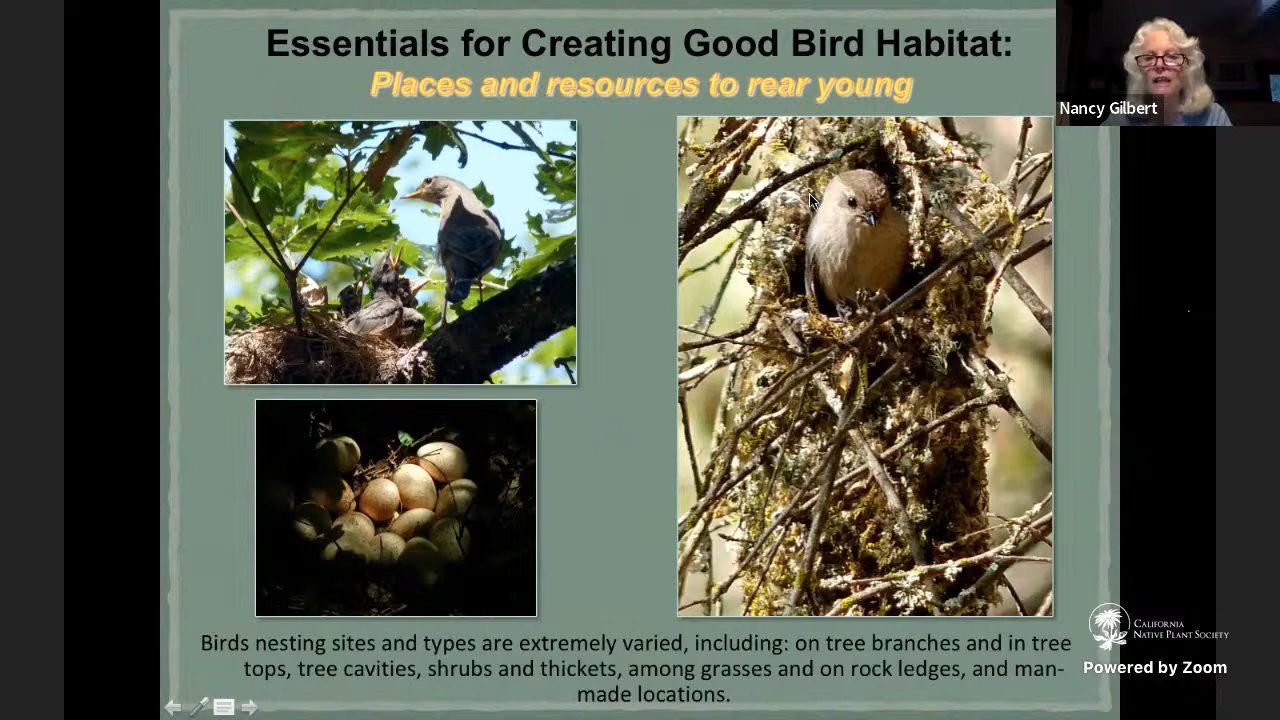 Essentials for Creating Good Bird Habitat:
Places and resources to rear young
Nancy Gilbert
Birds nesting sites and types are extremely varied, including: on tree branches and in tree
tops, tree cavities, shrubs and thickets, among grasses and on rock ledges, and man-
made locations.
CALIFORNIA
NATIVE PLANT SOCIETY
Powered by Zoom